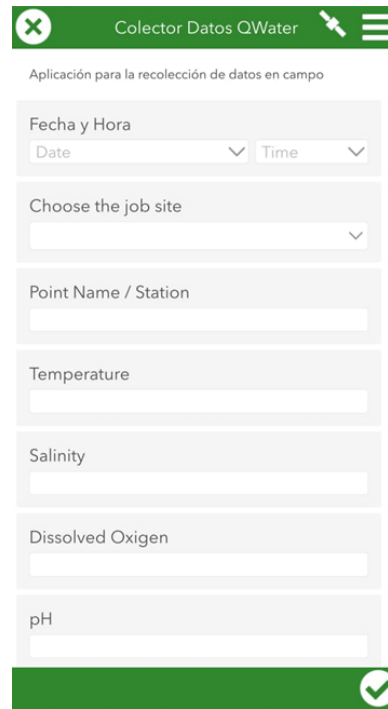 Colector Datos QWater
Aplicación para la recolección de datos en campo
Fecha y Hora
Date Time
Choose the job site
Point Name / Station
Temperature
Salinity
Dissolved Oxigen
pH